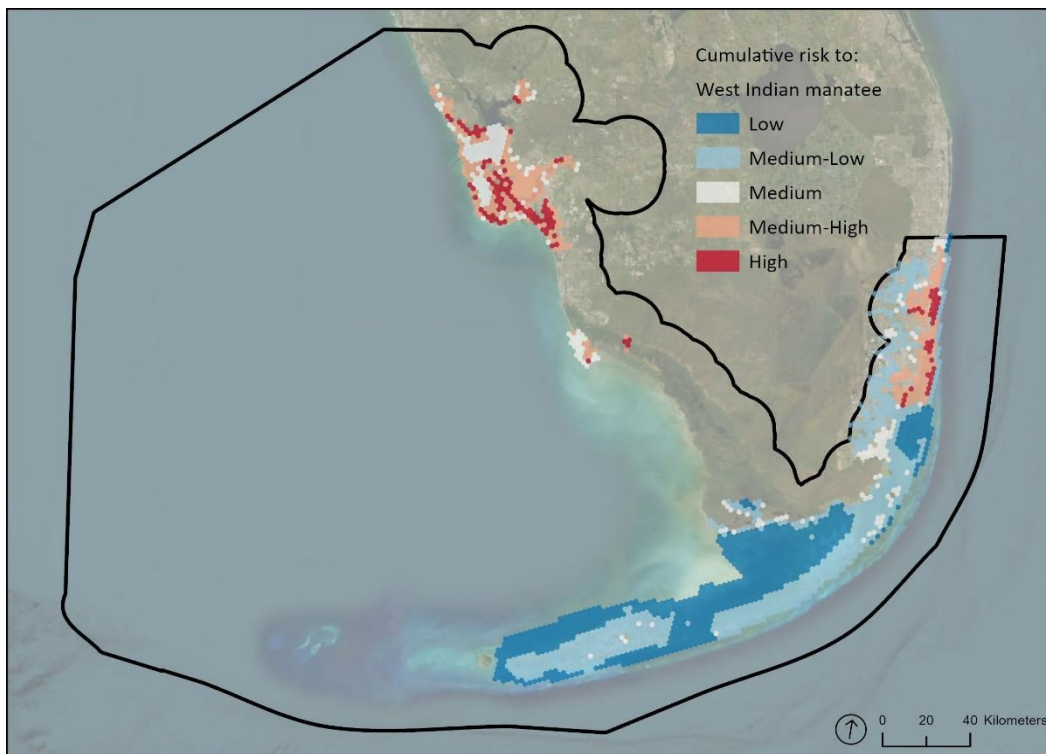 Cumulative risk to:
West Indian manatee
Low
Medium-Low
Medium
Medium-High
High
0 20 40 Kilometers